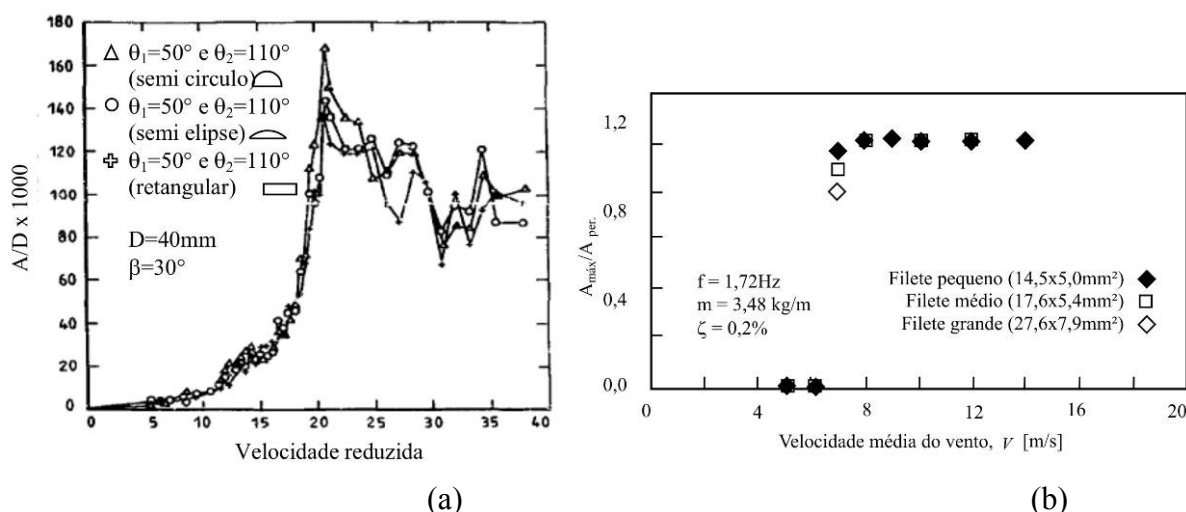 180
160
140
120
100
80
60
40
20
0
A/D x 1000
θ₁=50° e θ₂=110°
(semi circulo)
θ₁=50° e θ₂=110°
(semi elipse)
θ₁=50° e θ₂=110°
(retangular)
D=40mm
β=30°
0 5 10 15 20 25 30 35 40
Velocidade reduzida
(a)
1,2
0,8
0,4
0,0
Amáx/A per.
f = 1,72Hz
m = 3,48 kg/m
ζ = 0,2%
Filete pequeno (14,5x5,0mm²)
Filete médio (17,6x5,4mm²)
Filete grande (27,6x7,9mm²)
0 4 8 12 16 20
Velocidade média do vento, V [m/s]
(b)